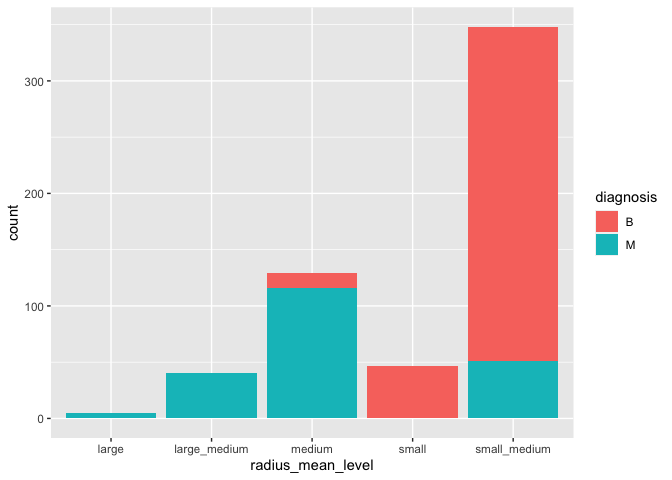 300
200
100
0
count
large large_medium medium small small_medium
radius_mean_level
diagnosis
B
M